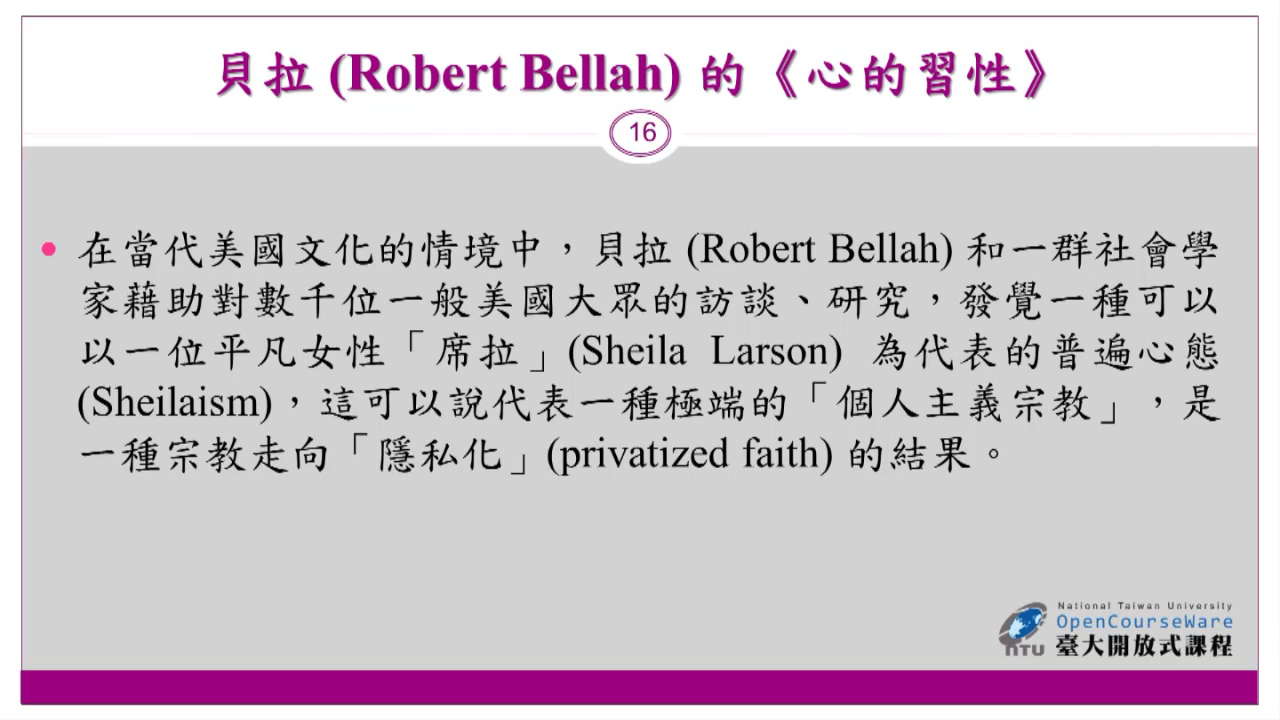 貝拉 (Robert Bellah) 的《心的習性》
16
• 在當代美國文化的情境中，貝拉 (Robert Bellah) 和一群社會學
家藉助對數千位一般美國大眾的訪談、研究，發覺一種可以
以一位平凡女性「席拉」(Sheila Larson) 為代表的普遍心態
(Sheilaism)，這可以說代表一種極端的「個人主義宗教」，是
一種宗教走向「隱私化」(privatized faith) 的結果。
National Taiwan University
OpenCourseWare
NTU 臺大開放式課程